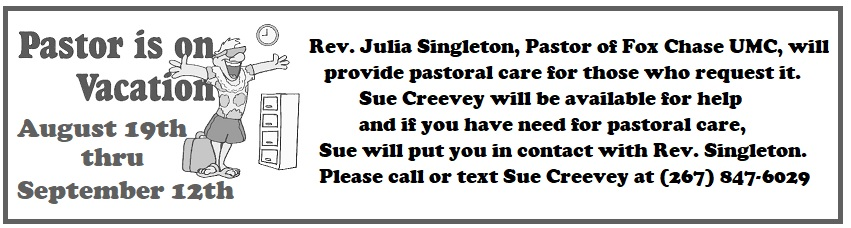 Pastor is on
Vacation
August 19th
thru
September 12th
Rev. Julia Singleton, Pastor of Fox Chase UMC, will
provide pastoral care for those who request it.
Sue Creevey will be available for help
and if you have need for pastoral care,
Sue will put you in contact with Rev. Singleton.
Please call or text Sue Creevey at (267) 847-6029